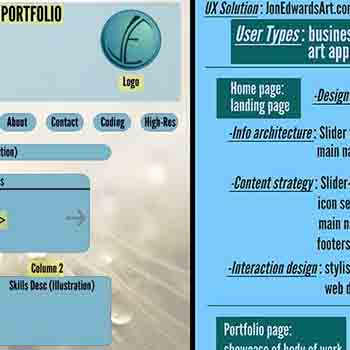 PORTFOLIO
Logo
About
Contact
Coding
High-Res
tion)
s
>
Column 2
Skills Desc (Illustration)
UX Solution: JonEdwardsArt.com
User Types: busines
art app
Home page:
landing page
-Design
-Info architecture: Slider
main na
-Content strategy: Slider-
icon se
main n
footers
-Interaction design: stylis
web d
Portfolio page:
showcase of body of work